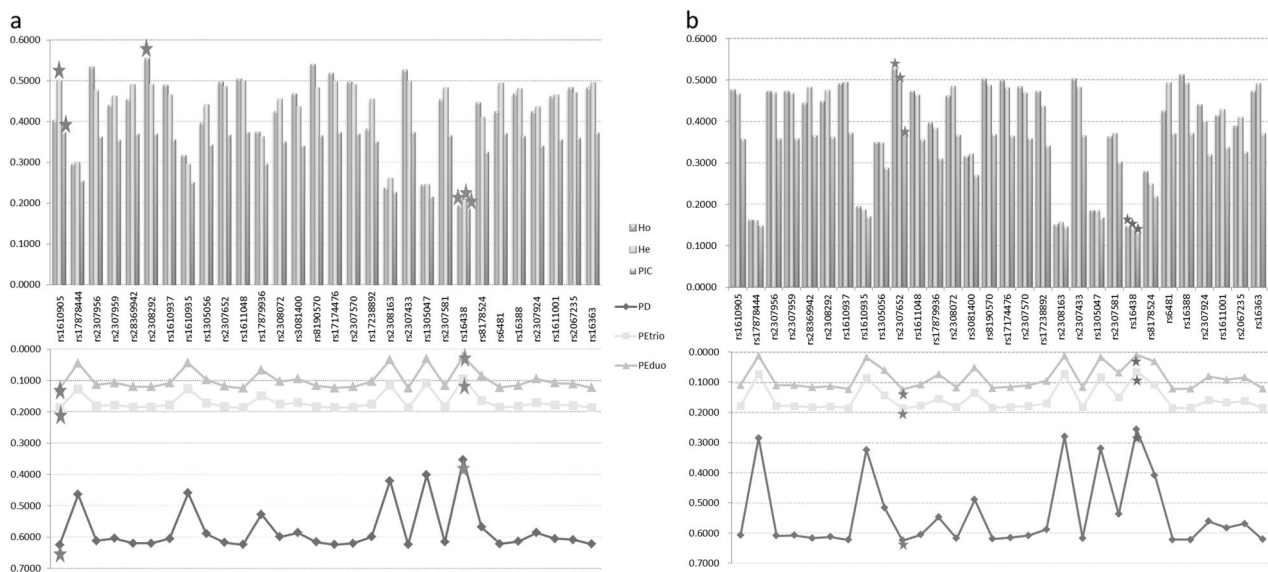 a
0.6000
0.5000
0.4000
0.3000
0.2000
0.1000
0.0000
rs1610905
rs17878444
rs2307956
rs2307959
rs28369942
rs2308292
rs1610937
rs1610935
rs1305056
rs2307652
rs1611048
rs17879936
rs2308072
rs3081400
rs8190570
rs17174476
rs2307570
rs17238892
rs2308163
rs2307433
rs1305047
rs2307581
rs16438
rs8178524
rs6481
rs16388
rs2307924
rs1611001
rs2067235
rs16363
0.0000
0.1000
0.2000
0.3000
0.4000
0.5000
0.6000
0.7000
Ho
He
PIC
PD
PEtrio
PEduo
b
0.6000
0.5000
0.4000
0.3000
0.2000
0.1000
0.0000
rs1610905
rs17878444
rs2307956
rs2307959
rs28369942
rs2308292
rs1610937
rs1610935
rs1305056
rs2307652
rs1611048
rs17879936
rs2308072
rs3081400
rs8190570
rs17174476
rs2307570
rs17238892
rs2308163
rs2307433
rs1305047
rs2307581
rs16438
rs8178524
rs6481
rs16388
rs2307924
rs1611001
rs2067235
rs16363
0.0000
0.1000
0.2000
0.3000
0.4000
0.5000
0.6000
0.7000